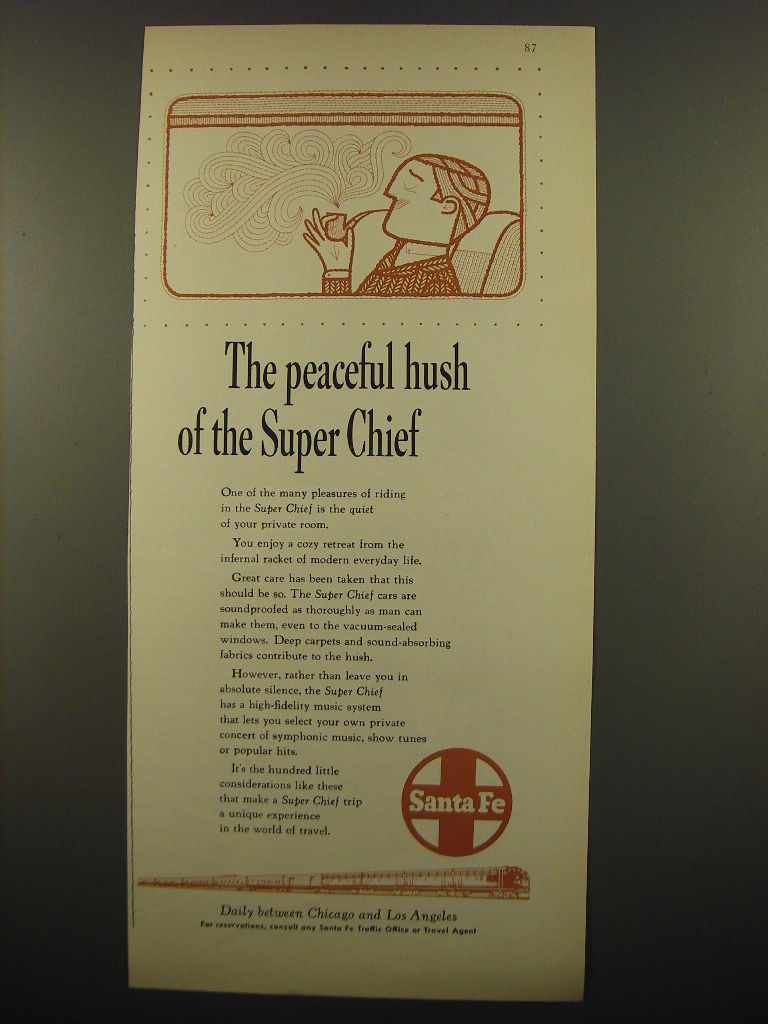 87
The peaceful hush
of the Super Chief
One of the many pleasures of riding
in the Super Chief is the quiet
of your private room.
You enjoy a cozy retreat from the
infernal racket of modern everyday life.
Great care has been taken that this
should be so. The Super Chief cars are
soundproofed as thoroughly as man can
make them, even to the vacuum-sealed
windows. Deep carpets and sound-absorbing
fabrics contribute to the hush.
However, rather than leave you in
absolute silence, the Super Chief
has a high-fidelity music system
that lets you select your own private
concert of symphonic music, show tunes
or popular hits.
It's the hundred little
considerations like these
that make a Super Chief trip
a unique experience
in the world of travel.
Santa Fe
Daily between Chicago and Los Angeles
For reservations, consult any Santa Fe Traffic Office or Travel Agent